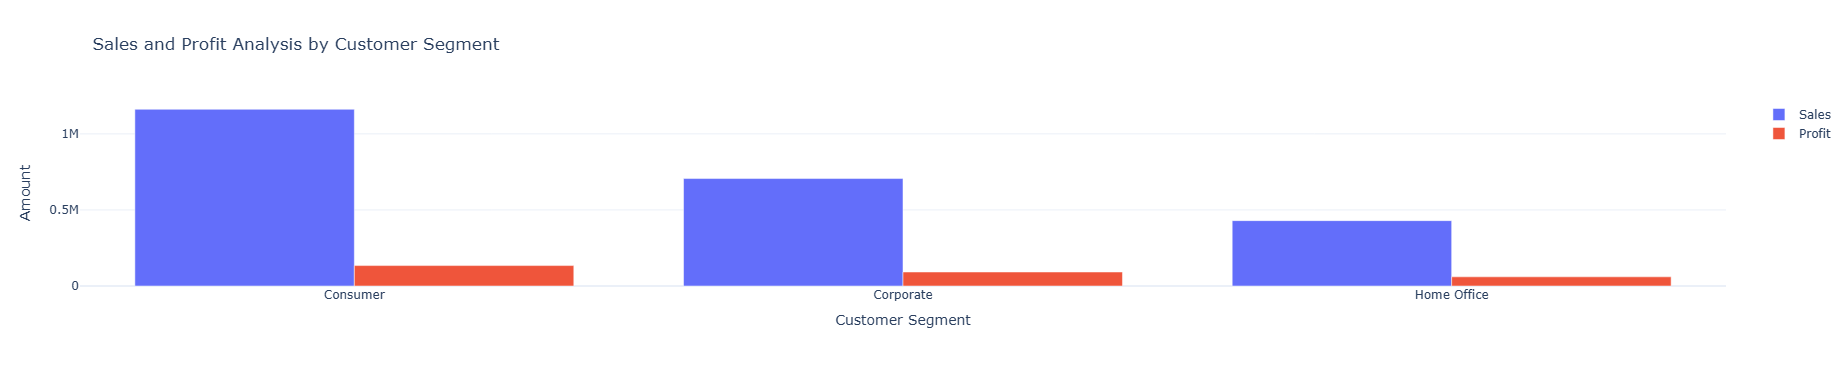 Sales and Profit Analysis by Customer Segment
Sales
Profit
1M
0.5M
0
Amount
Consumer
Corporate
Home Office
Customer Segment